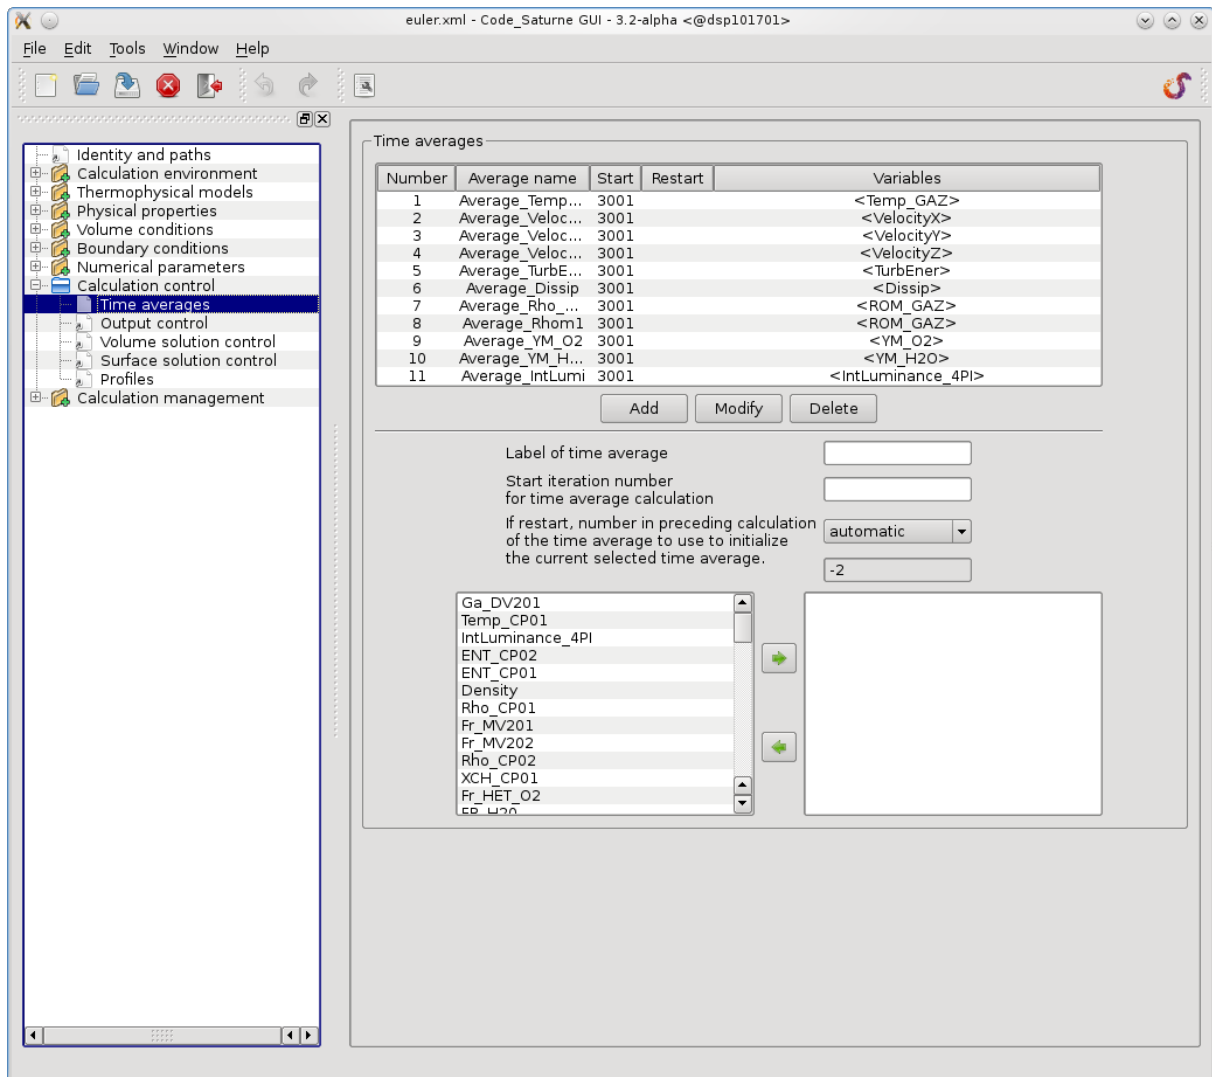 euler.xml - Code_Saturne GUI - 3.2-alpha <@dsp101701>
File Edit Tools Window Help
Identity and paths
Calculation environment
Thermophysical models
Physical properties
Volume conditions
Boundary conditions
Numerical parameters
Calculation control
Time averages
Output control
Volume solution control
Surface solution control
Profiles
Calculation management
Time averages
Number Average name Start Restart Variables
1 Average_Temp... 3001 <Temp_GAZ>
2 Average_Veloc... 3001 <VelocityX>
3 Average_Veloc... 3001 <VelocityY>
4 Average_Veloc... 3001 <VelocityZ>
5 Average_TurbE... 3001 <TurbEner>
6 Average_Dissip 3001 <Dissip>
7 Average_Rho_... 3001 <ROM_GAZ>
8 Average_Rhom1 3001 <ROM_GAZ>
9 Average_YM_O2 3001 <YM_O2>
10 Average_YM_H... 3001 <YM_H2O>
11 Average_IntLumi 3001 <IntLuminance_4PI>
Add Modify Delete
Label of time average
Start iteration number
for time average calculation
If restart, number in preceding calculation
of the time average to use to initialize
the current selected time average.
automatic
-2
Ga_DV201
Temp_CP01
IntLuminance_4PI
ENT_CP02
ENT_CP01
Density
Rho_CP01
Fr_MV201
Fr_MV202
Rho_CP02
XCH_CP01
Fr_HET_O2